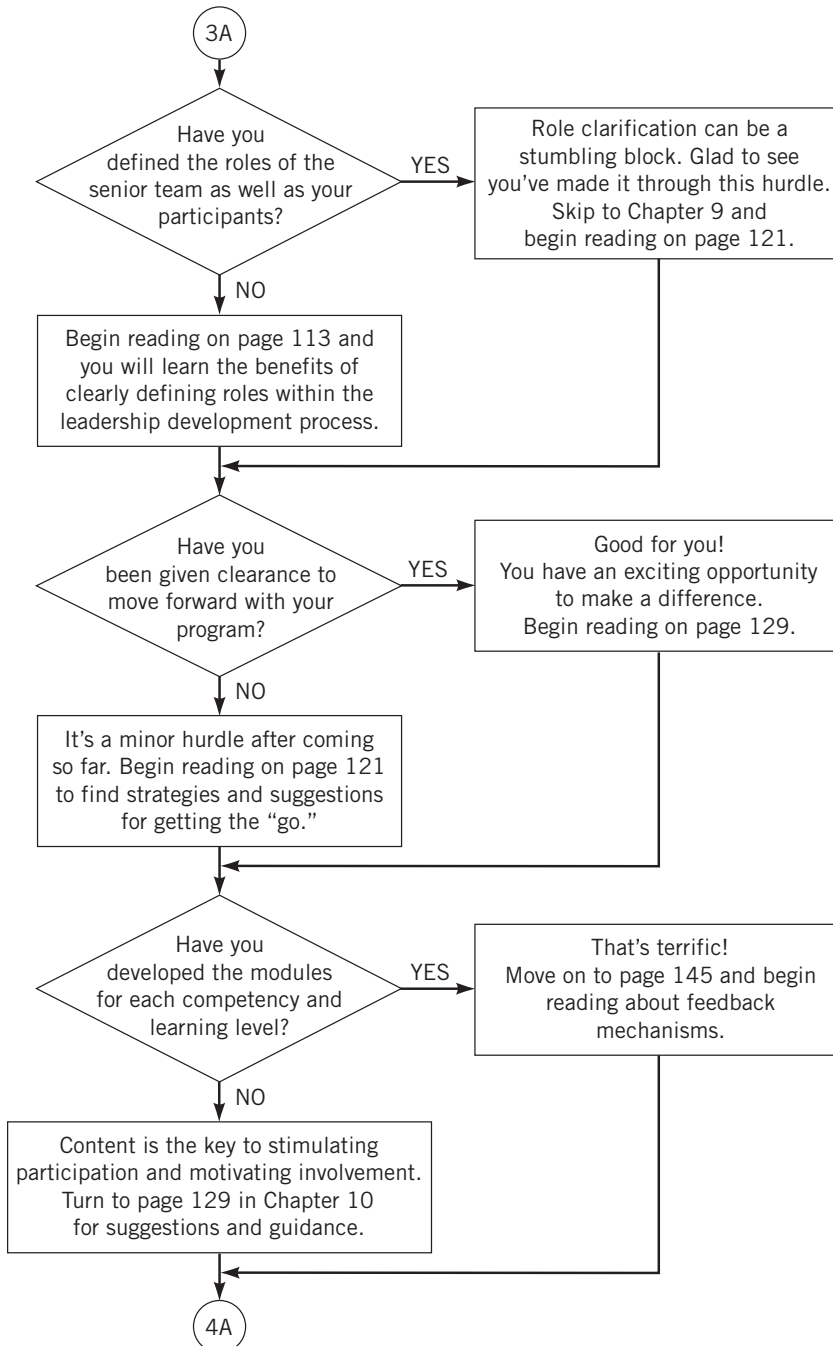 3A
Have you
defined the roles of the
senior team as well as your
participants?
YES
Role clarification can be a
stumbling block. Glad to see
you’ve made it through this hurdle.
Skip to Chapter 9 and
begin reading on page 121.
NO
Begin reading on page 113 and
you will learn the benefits of
clearly defining roles within the
leadership development process.
Have you
been given clearance to
move forward with your
program?
YES
Good for you!
You have an exciting opportunity
to make a difference.
Begin reading on page 129.
NO
It’s a minor hurdle after coming
so far. Begin reading on page 121
to find strategies and suggestions
for getting the “go.”
Have you
developed the modules
for each competency and
learning level?
YES
That’s terrific!
Move on to page 145 and begin
reading about feedback
mechanisms.
NO
Content is the key to stimulating
participation and motivating involvement.
Turn to page 129 in Chapter 10
for suggestions and guidance.
4A